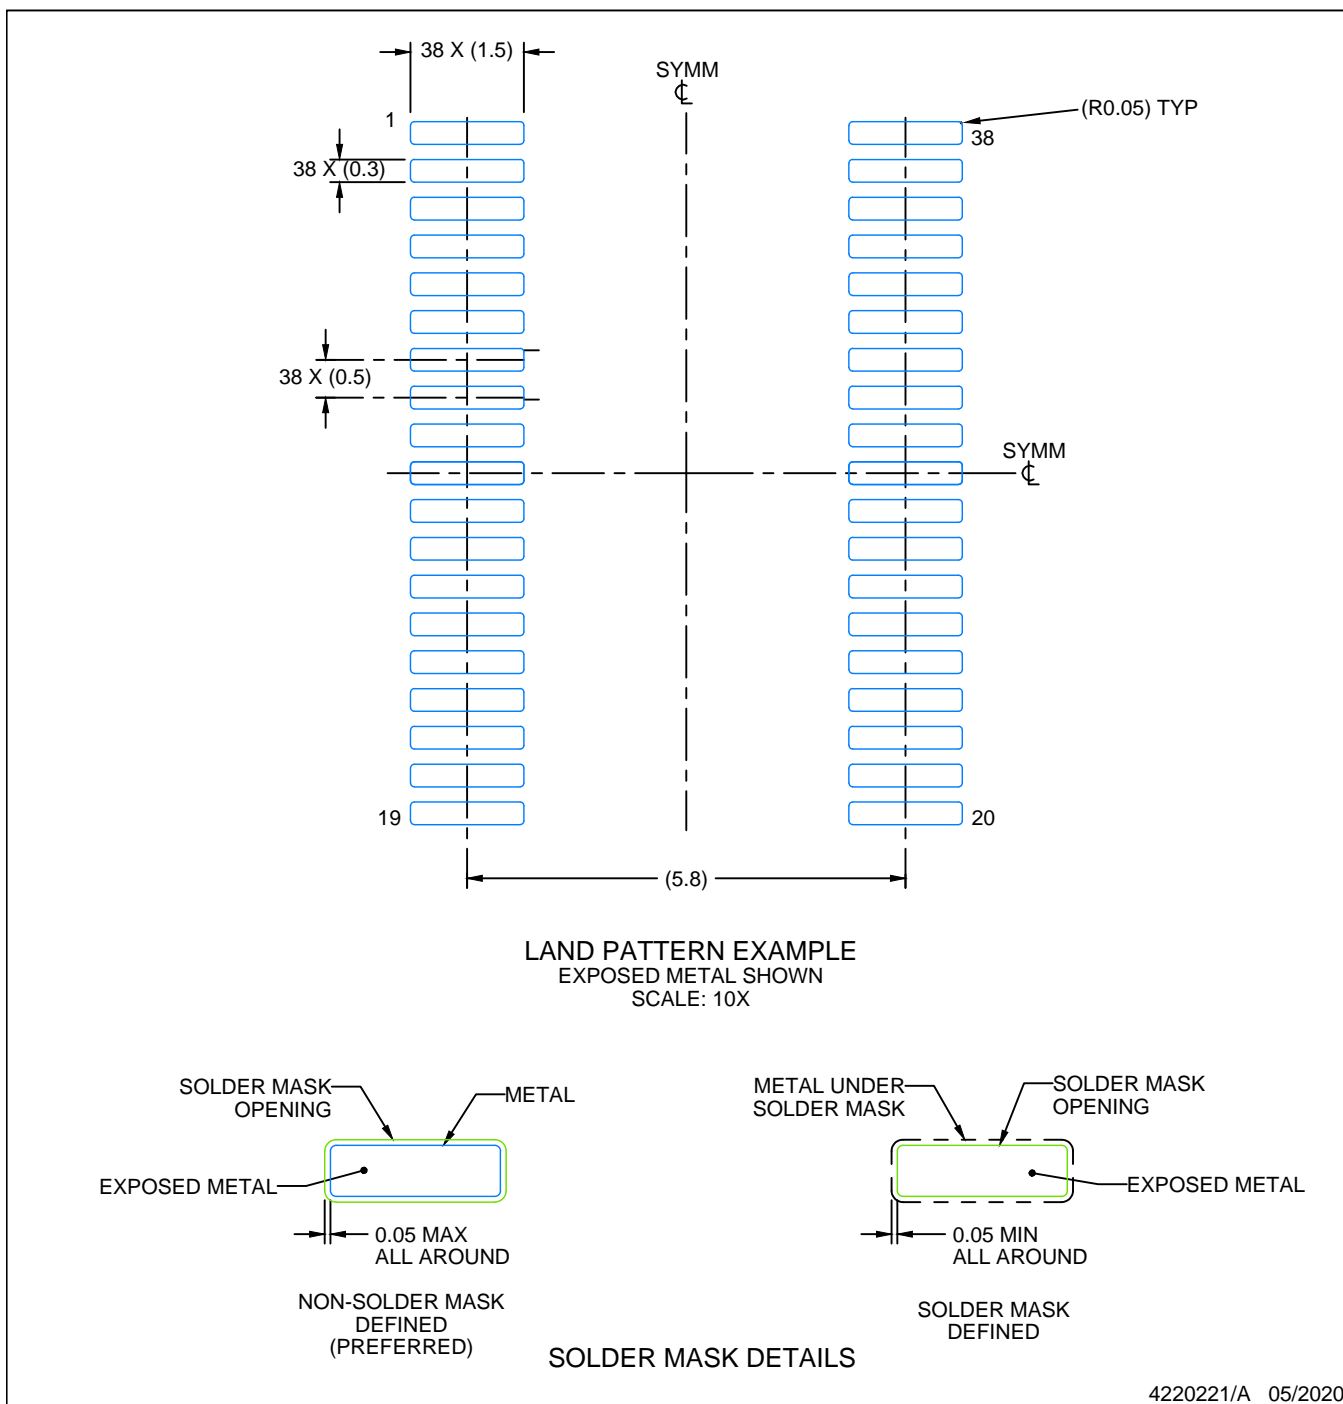 38 X (1.5)
SYMM
℄
(R0.05) TYP
1
38
38 X (0.3)
38 X (0.5)
SYMM
℄
19
20
(5.8)
LAND PATTERN EXAMPLE
EXPOSED METAL SHOWN
SCALE: 10X
SOLDER MASK
OPENING
METAL
EXPOSED METAL
0.05 MAX
ALL AROUND
NON-SOLDER MASK
DEFINED
(PREFERRED)
METAL UNDER
SOLDER MASK
SOLDER MASK
OPENING
EXPOSED METAL
0.05 MIN
ALL AROUND
SOLDER MASK
DEFINED
SOLDER MASK DETAILS
4220221/A 05/2020